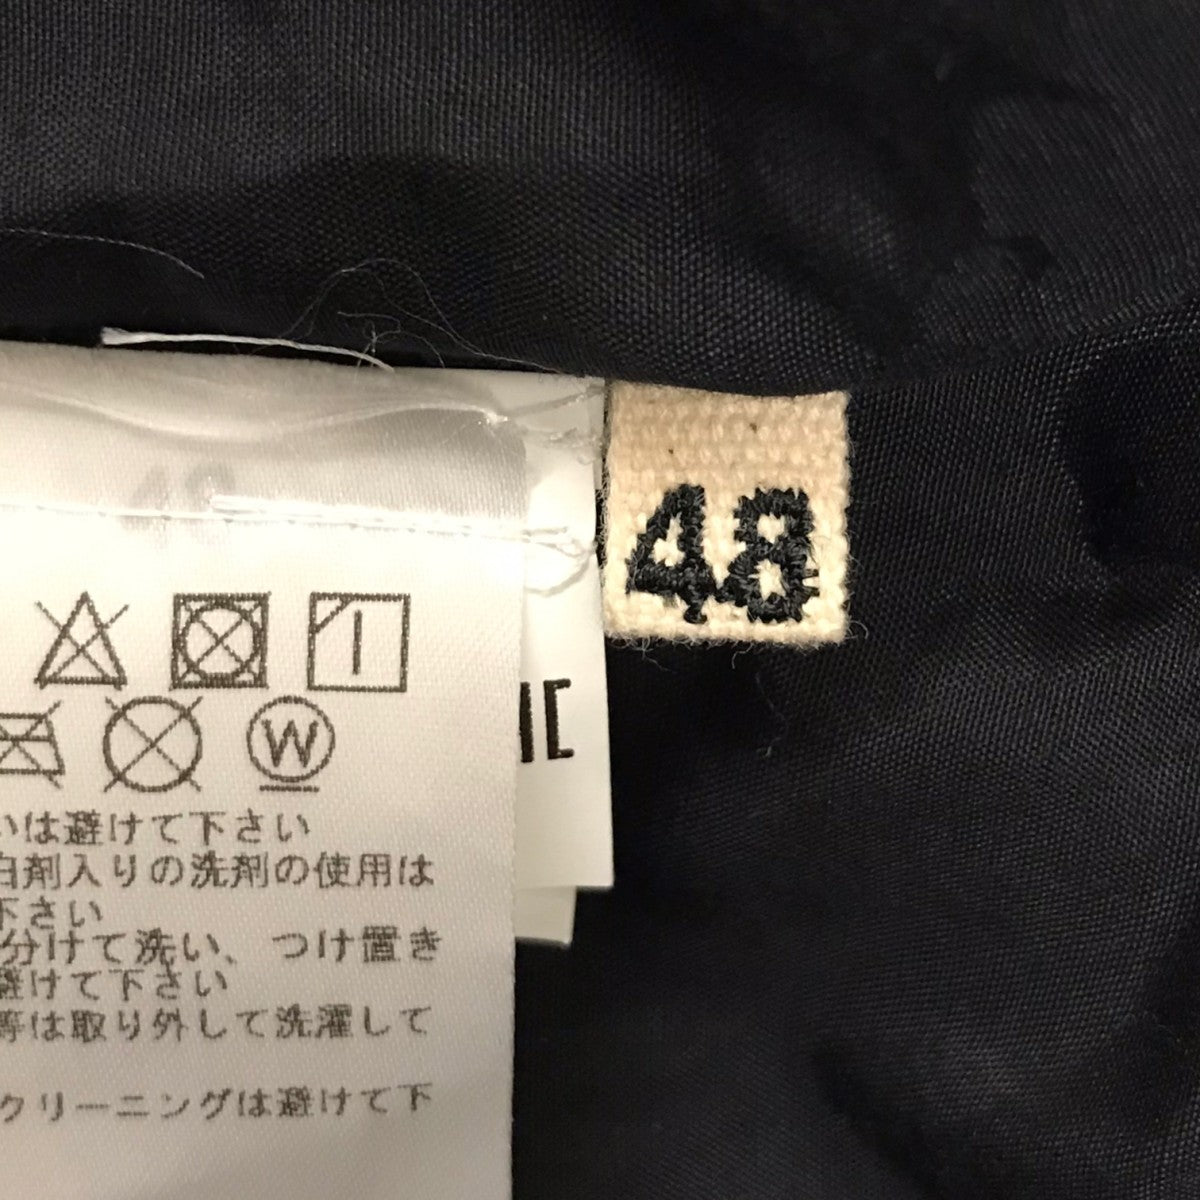 48
48
W
いは避けて下さい
白剤入りの洗剤の使用は
下さい
分けて洗い、つけ置き
避けて下さい
等は取り外して洗濯して
クリーニングは避けて下